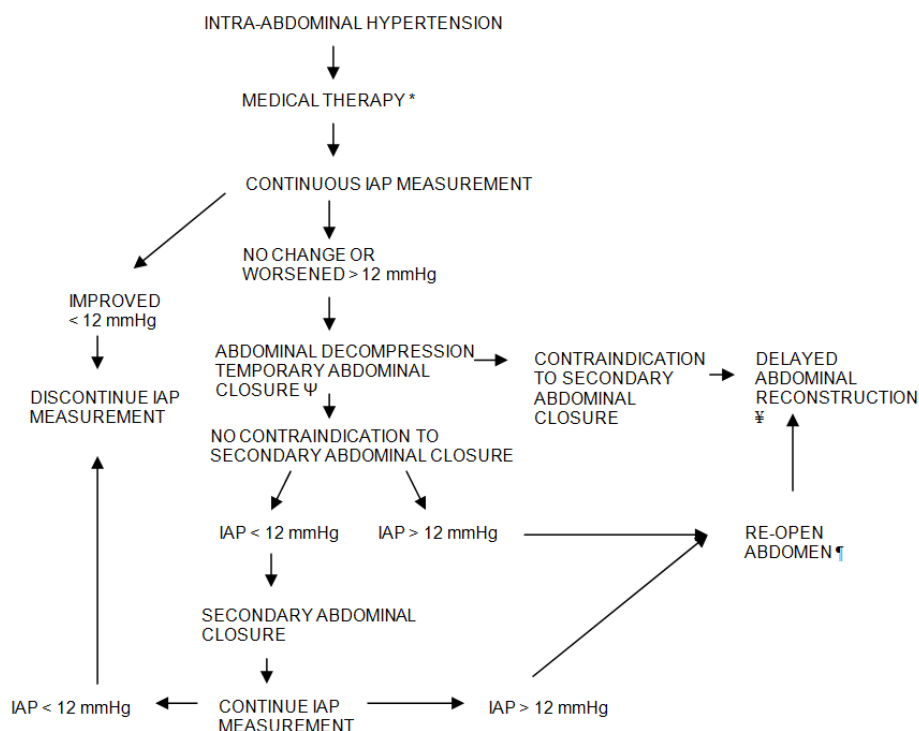 INTRA-ABDOMINAL HYPERTENSION
MEDICAL THERAPY *
CONTINUOUS IAP MEASUREMENT
NO CHANGE OR
WORSENED > 12 mmHg
IMPROVED
< 12 mmHg
ABDOMINAL DECOMPRESSION
TEMPORARY ABDOMINAL
CLOSURE Ψ
CONTRAINDICATION
TO SECONDARY
ABDOMINAL
CLOSURE
DELAYED
ABDOMINAL
RECONSTRUCTION
¥
DISCONTINUE IAP
MEASUREMENT
NO CONTRAINDICATION TO
SECONDARY ABDOMINAL CLOSURE
IAP < 12 mmHg
IAP > 12 mmHg
RE-OPEN
ABDOMEN ¶
SECONDARY ABDOMINAL
CLOSURE
IAP < 12 mmHg
CONTINUE IAP
MEASUREMENT
IAP > 12 mmHg